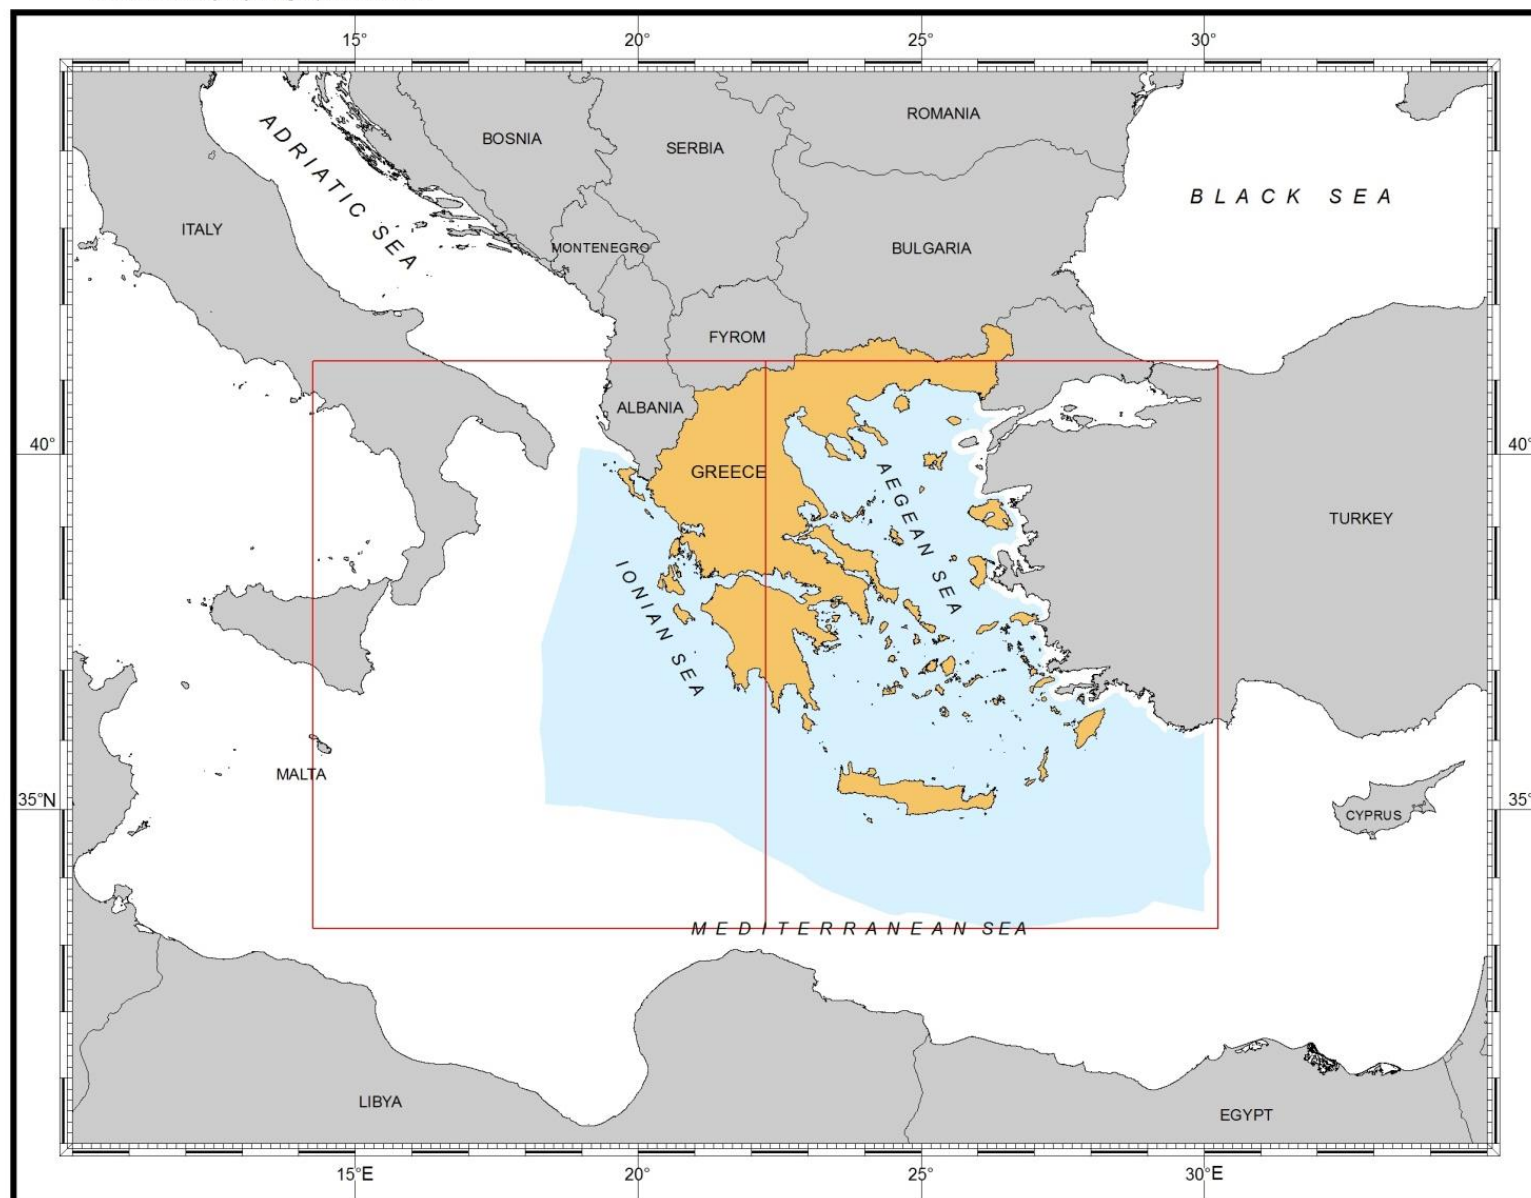 15° 20° 25° 30°
ROMANIA
BOSNIA
SERBIA
ADRIATIC SEA
BLACK SEA
ITALY
MONTENEGRO
BULGARIA
FYROM
ALBANIA
40° 40°
GREECE
AEGEAN SEA
TURKEY
IONIAN SEA
MALTA
35°N 35°
CYPRUS
MEDITERRANEAN SEA
LIBYA
EGYPT
15°E 20° 25° 30°E